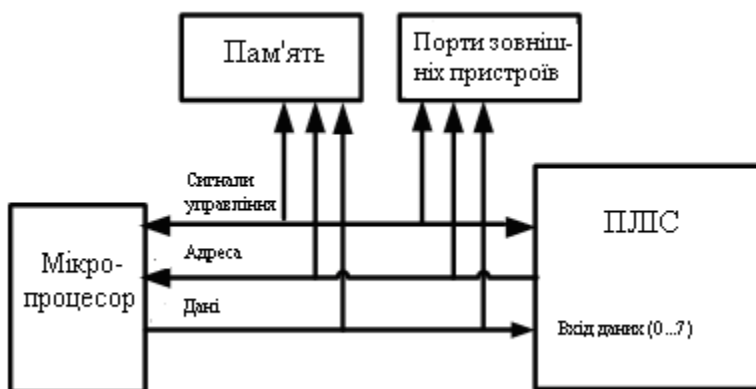 Пам'ять
Порти зовніш-
ніх пристроїв
Сигнали
управління
ПЛІС
Мікро-
процесор
Адреса
Дані
Вхід даних (0...7)